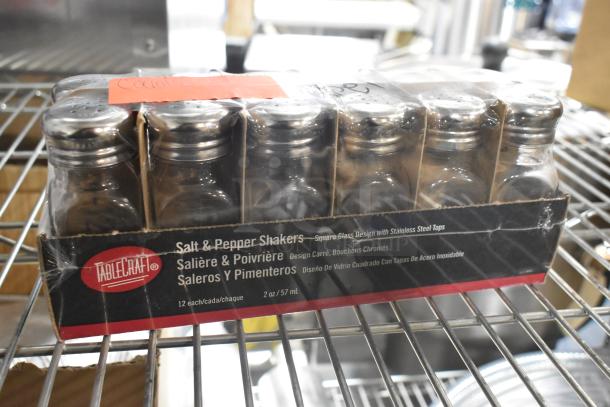 TABLECRAFT®
Salt & Pepper Shakers — Square Glass Design with Stainless Steel Tops
Salière & Poivrière Design Carré, Bouchons Chromés
Saleros Y Pimenteros Diseño De Vidrio Cuadrado Con Tapas De Acero Inoxidable
12 each/cada/chaque 2 oz / 57 mL